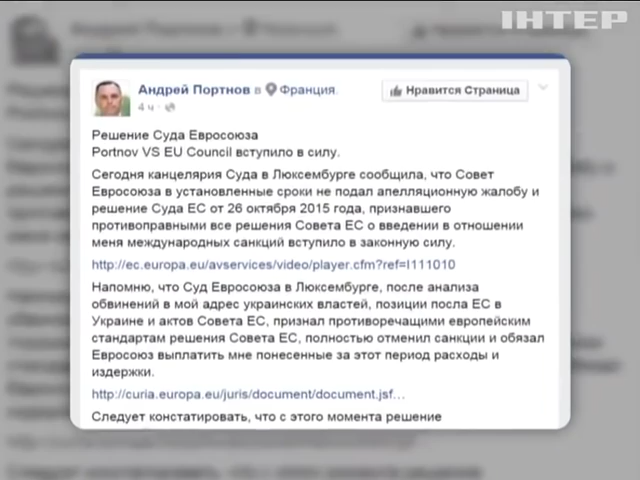 ІНТЕР
Андрей Портнов в Франция.
Нравится Страница
4 ч ·
Решение Суда Евросоюза
Portnov VS EU Council вступило в силу.
Сегодня канцелярия Суда в Люксембурге сообщила, что Совет
Евросоюза в установленные сроки не подал апелляционную жалобу и
решение Суда ЕС от 26 октября 2015 года, признавшего
противоправными все решения Совета ЕС о введении в отношении
меня международных санкций вступило в законную силу.
http://ec.europa.eu/avservices/video/player.cfm?ref=I111010
Напомню, что Суд Евросоюза в Люксембурге, после анализа
обвинений в мой адрес украинских властей, позиции посла ЕС в
Украине и актов Совета ЕС, признал противоречащими европейским
стандартам решения Совета ЕС, полностью отменил санкции и обязал
Евросоюз выплатить мне понесенные за этот период расходы и
издержки.
http://curia.europa.eu/juris/document/document.jsf...
Следует констатировать, что с этого момента решение